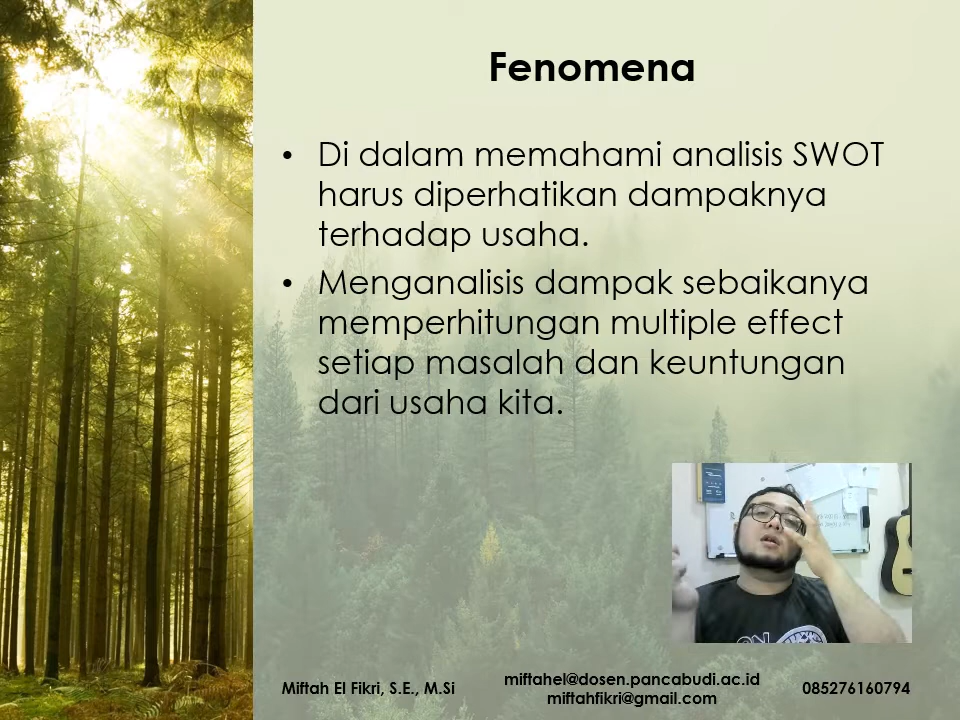 Fenomena
• Di dalam memahami analisis SWOT
harus diperhatikan dampaknya
terhadap usaha.
• Menganalisis dampak sebaikanya
memperhitungan multiple effect
setiap masalah dan keuntungan
dari usaha kita.
Miftah El Fikri, S.E., M.Si
miftahel@dosen.pancabudi.ac.id
miftahfikri@gmail.com
085276160794